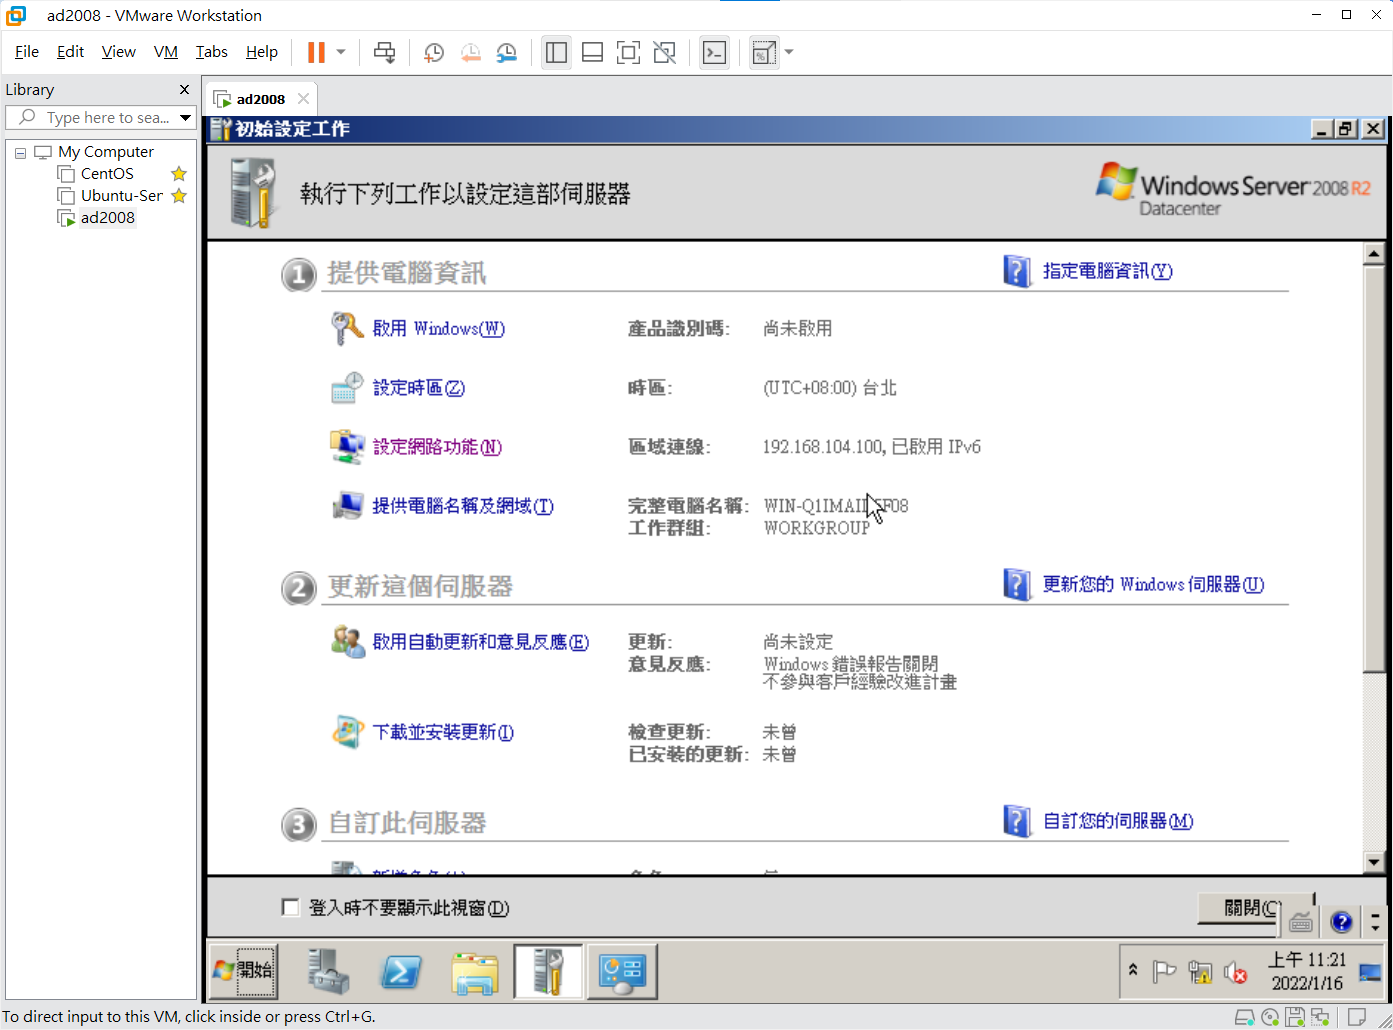 ad2008 - VMware Workstation
File Edit View VM Tabs Help
Library
Type here to sea...
My Computer
CentOS
Ubuntu-Ser
ad2008
ad2008
初始設定工作
執行下列工作以設定這部伺服器
Windows Server 2008 R2
Datacenter
1 提供電腦資訊
指定電腦資訊(Y)
啟用 Windows(W) 產品識別碼: 尚未啟用
設定時區(Z) 時區: (UTC+08:00) 台北
設定網路功能(N) 區域連線: 192.168.104.100, 已啟用 IPv6
提供電腦名稱及網域(T) 完整電腦名稱:
工作群組: WORKGROUP
2 更新這個伺服器
更新您的 Windows 伺服器(U)
啟用自動更新和意見反應(E) 更新: 尚未設定
意見反應: Windows 錯誤報告關閉
不參與客戶經驗改進計畫
下載並安裝更新(I) 檢查更新: 未曾
已安裝的更新: 未曾
3 自訂此伺服器
自訂您的伺服器(M)
登入時不要顯示此視窗(D)
關閉(C
開始
上午 11:21
2022/1/16
To direct input to this VM, click inside or press Ctrl+G.